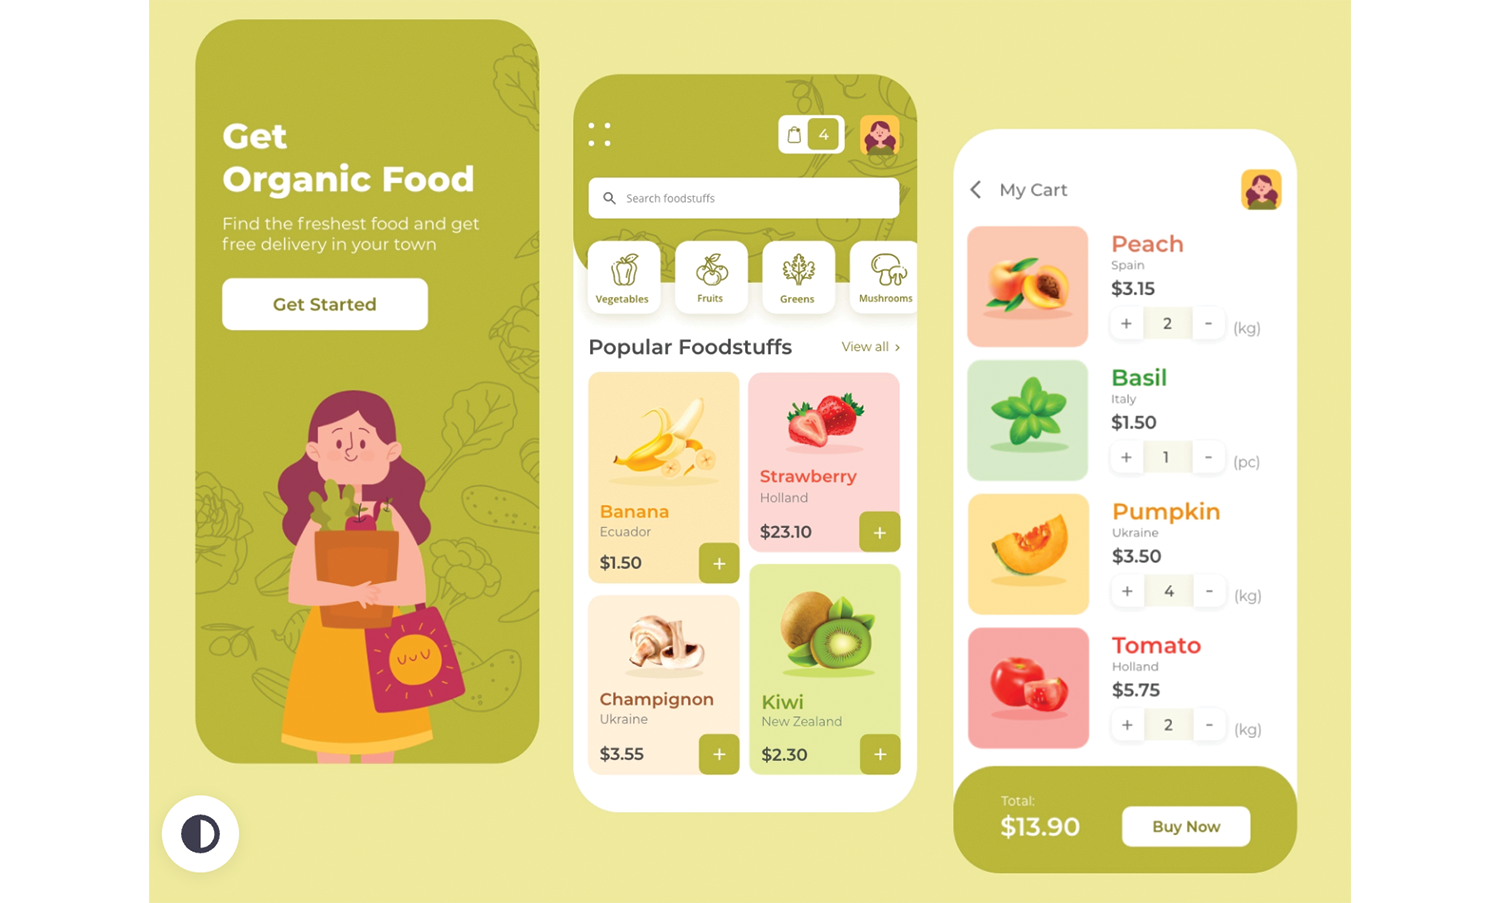 Get
Organic Food
Find the freshest food and get
free delivery in your town
Get Started
4
Search foodstuffs
Vegetables
Fruits
Greens
Mushrooms
Popular Foodstuffs
View all >
Banana
Ecuador
$1.50
+
Strawberry
Holland
$23.10
+
Champignon
Ukraine
$3.55
+
Kiwi
New Zealand
$2.30
+
My Cart
Peach
Spain
$3.15
+ 2 - (kg)
Basil
Italy
$1.50
+ 1 - (pc)
Pumpkin
Ukraine
$3.50
+ 4 - (kg)
Tomato
Holland
$5.75
+ 2 - (kg)
Total:
$13.90
Buy Now